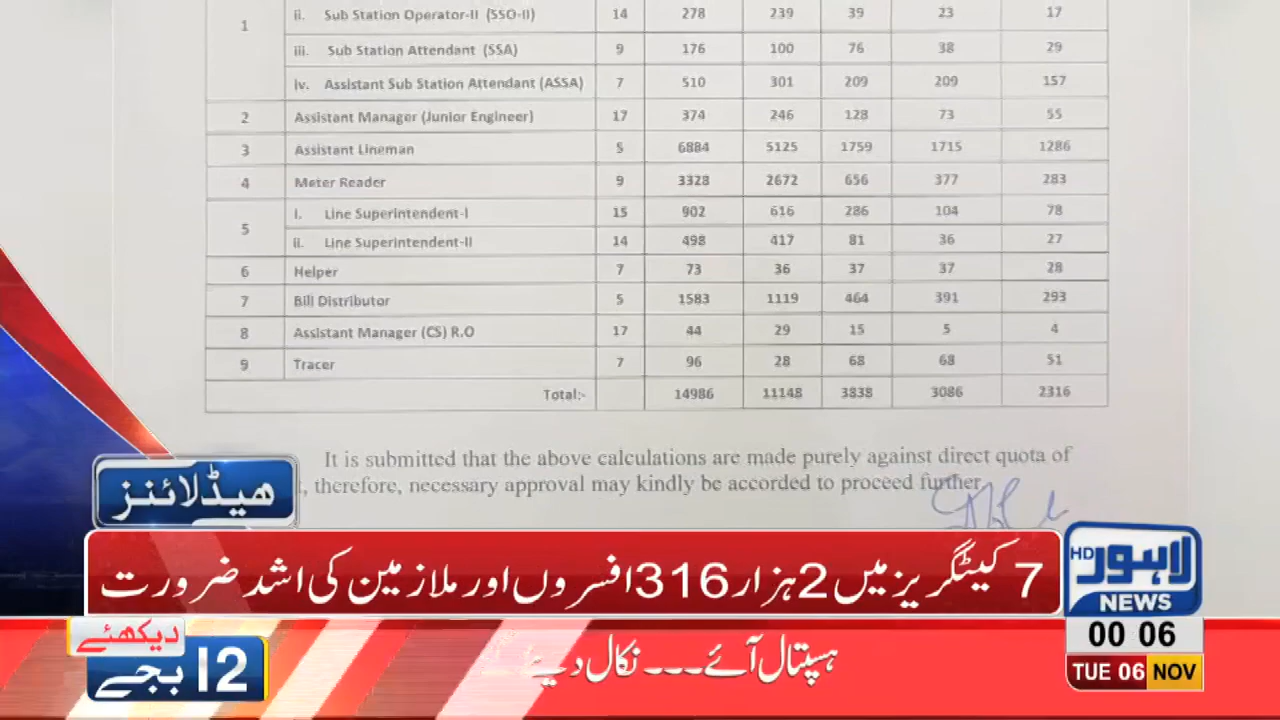 1 ii. Sub Station Operator-II (SSO-II) 14 278 239 39 23 17
iii. Sub Station Attendant (SSA) 9 176 100 76 38 29
iv. Assistant Sub Station Attendant (ASSA) 7 510 301 209 209 157
2 Assistant Manager (Junior Engineer) 17 374 246 128 73 55
3 Assistant Lineman 5 6884 5125 1759 1715 1286
4 Meter Reader 9 3328 2672 656 377 283
5 i. Line Superintendent-I 15 902 616 286 104 78
ii. Line Superintendent-II 14 498 417 81 36 27
6 Helper 7 73 36 37 37 28
7 Bill Distributor 5 1583 1119 464 391 293
8 Assistant Manager (CS) R.O 17 44 29 15 5 4
9 Tracer 7 96 28 68 68 51
Total:- 14986 11148 3838 3086 2316
It is submitted that the above calculations are made purely against direct quota of
, therefore, necessary approval may kindly be accorded to proceed further
ھیڈلائنز
7 کیٹگریز میں 2 ہزار 316 افسروں اور ملازمین کی اشد ضرورت
HD لاہور
NEWS
00 06
TUE 06 NOV
دیکھئے
12 بجے
ہسپتال آئے ۔۔۔ نکال دیئے